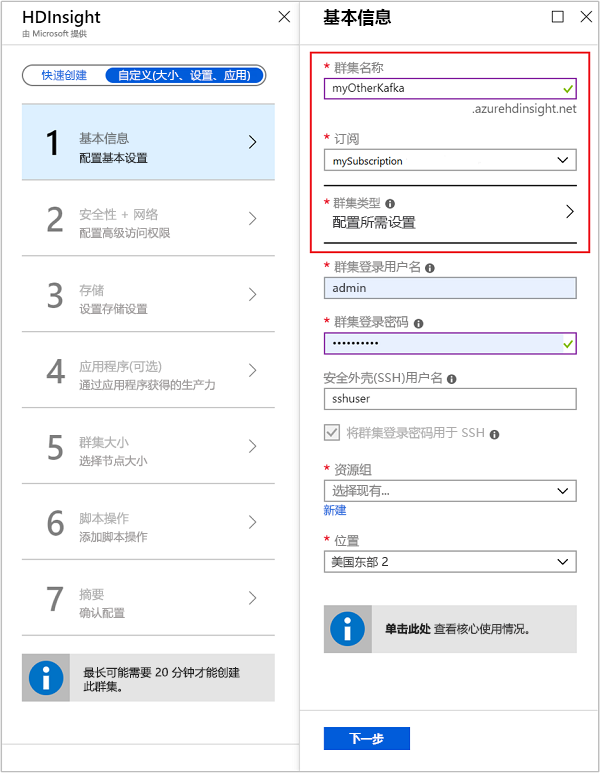 HDInsight
由 Microsoft 提供
快速创建 自定义(大小、设置、应用)
1 基本信息
配置基本设置
2 安全性 + 网络
配置高级访问权限
3 存储
设置存储设置
4 应用程序(可选)
通过应用程序获得的生产力
5 群集大小
选择节点大小
6 脚本操作
添加脚本操作
7 摘要
确认配置
最长可能需要 20 分钟才能创建
此群集。
基本信息
* 群集名称
myOtherKafka
.azurehdinsight.net
* 订阅
mySubscription
* 群集类型
配置所需设置
* 群集登录用户名
admin
* 群集登录密码
••••••••••
安全外壳(SSH)用户名
sshuser
将群集登录密码用于 SSH
* 资源组
选择现有...
新建
* 位置
美国东部 2
单击此处 查看核心使用情况。
下一步